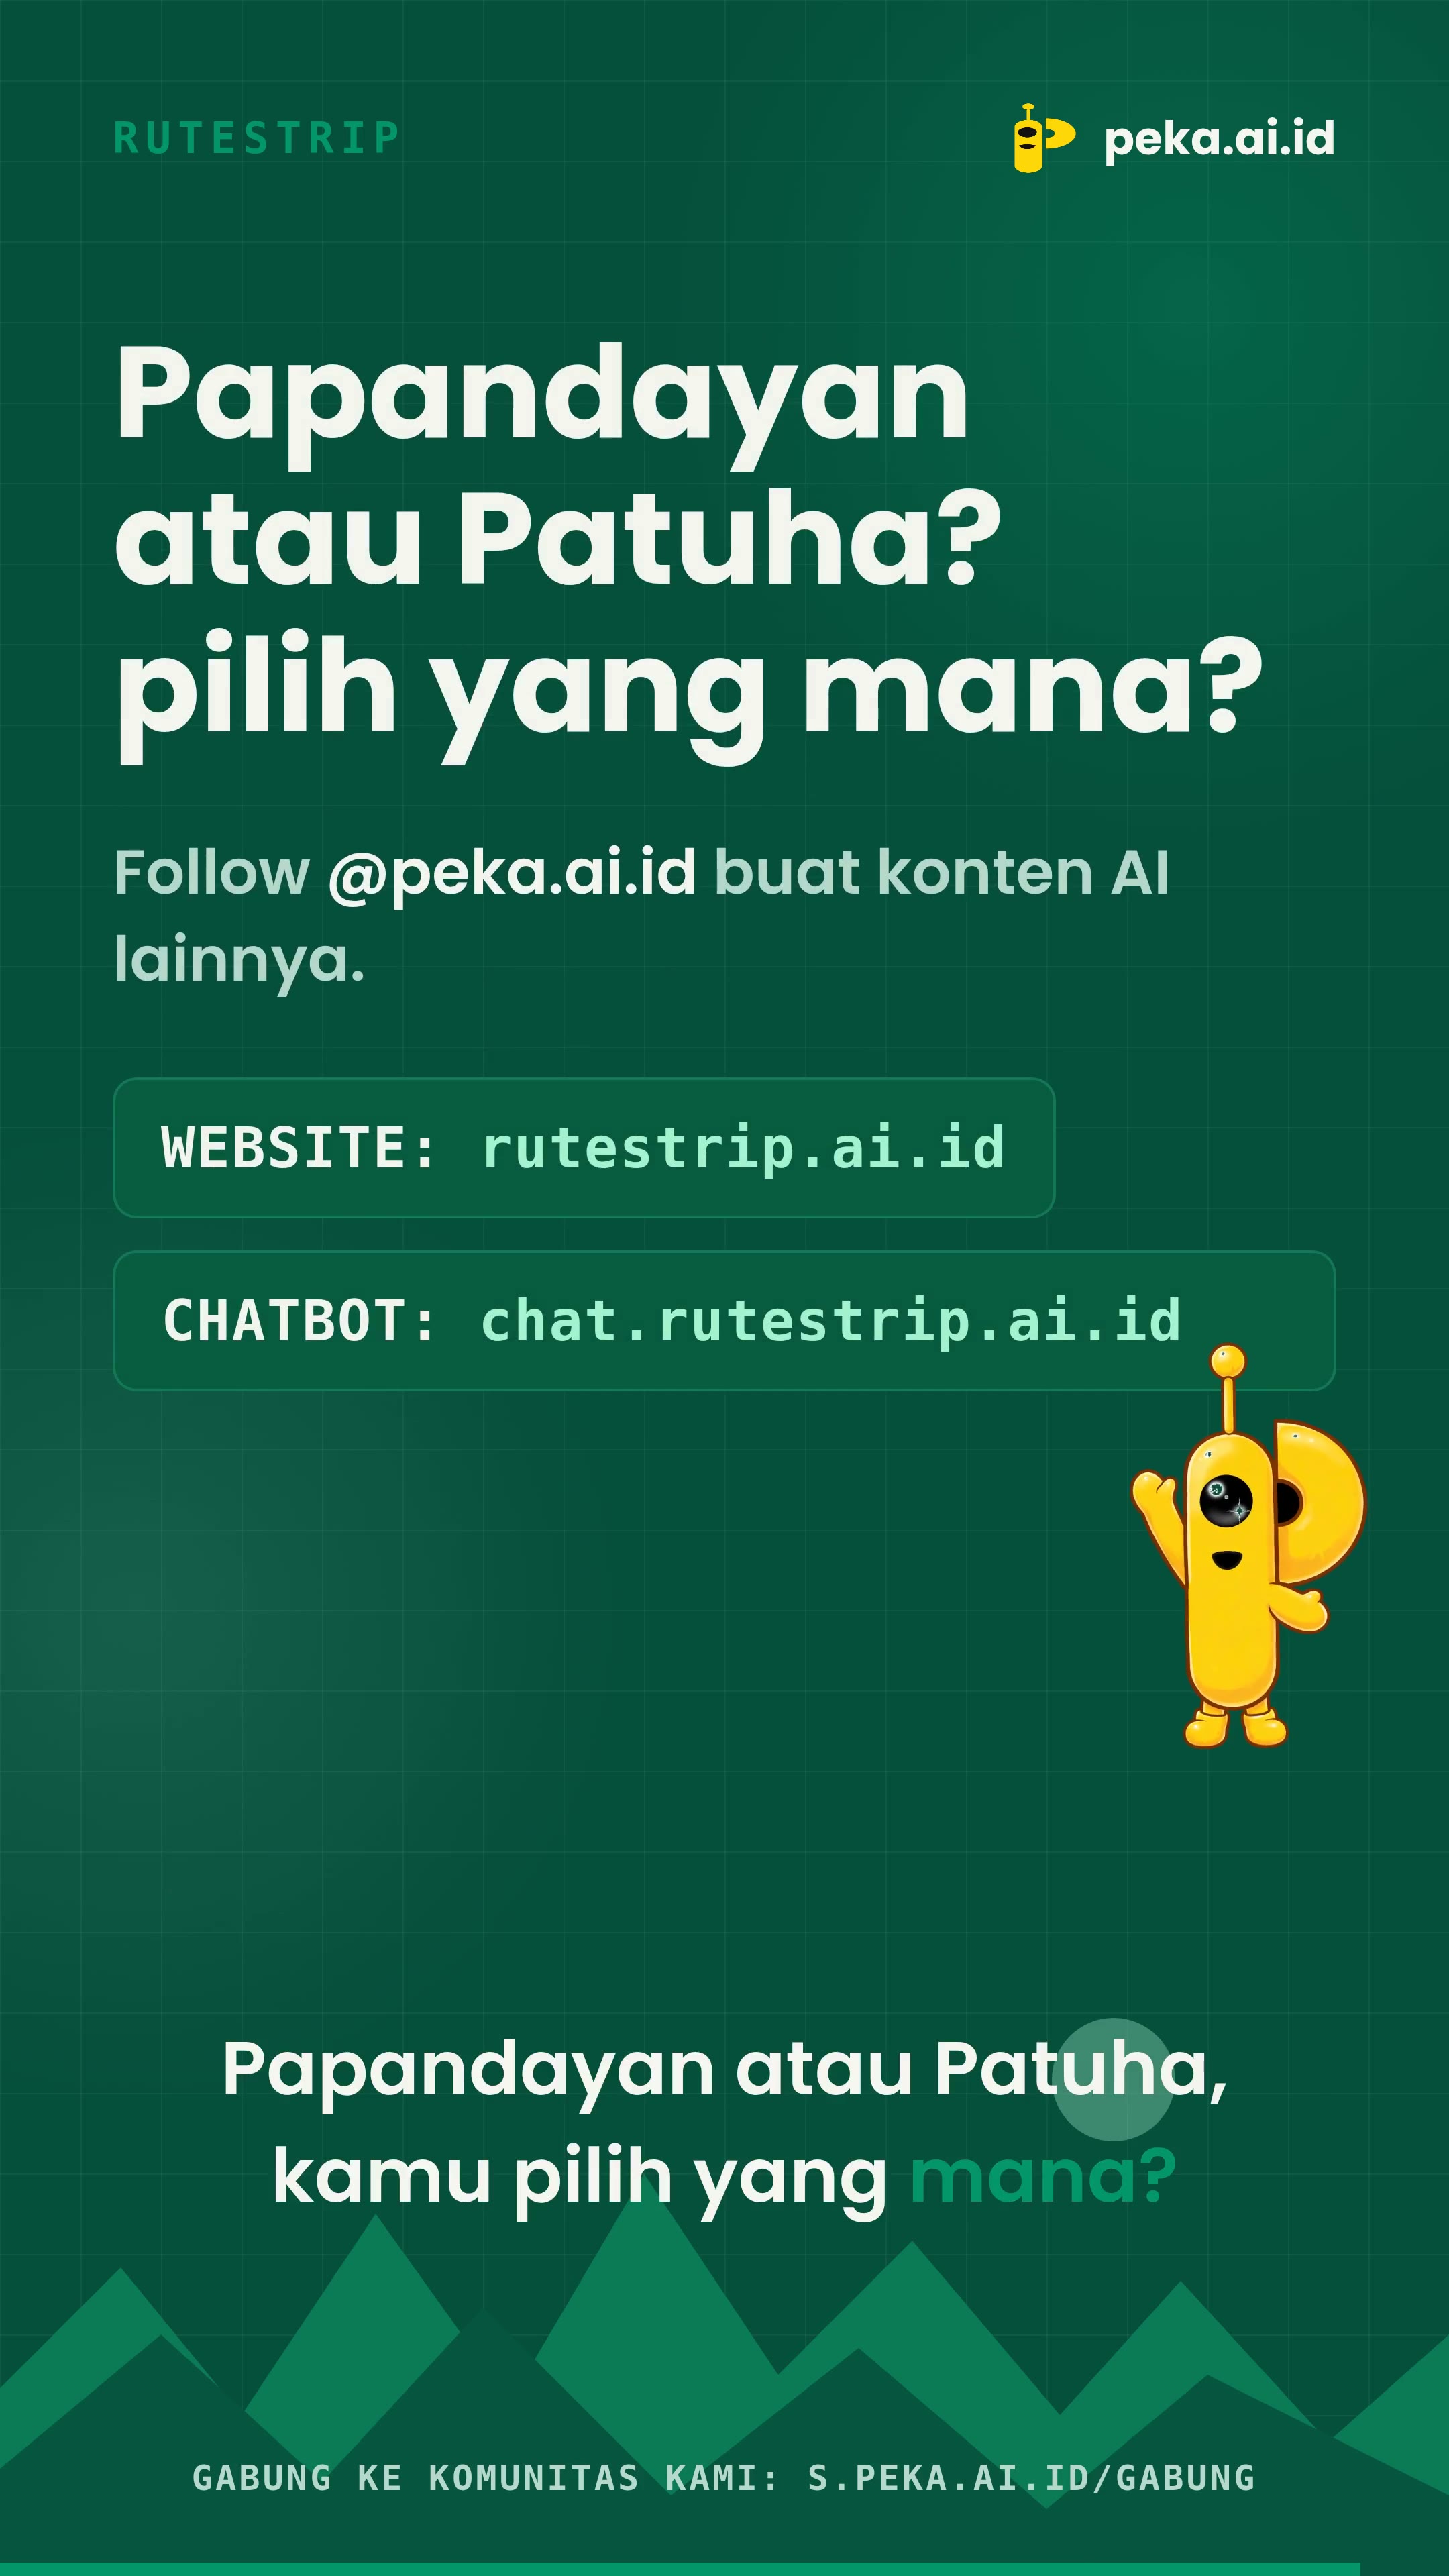 RUTESTRIP
peka.ai.id
Papandayan
atau Patuha?
pilih yang mana?
Follow @peka.ai.id buat konten AI
lainnya.
WEBSITE: rutestrip.ai.id
CHATBOT: chat.rutestrip.ai.id
Papandayan atau Patuha,
kamu pilih yang mana?
GABUNG KE KOMUNITAS KAMI: S.PEKA.AI.ID/GABUNG